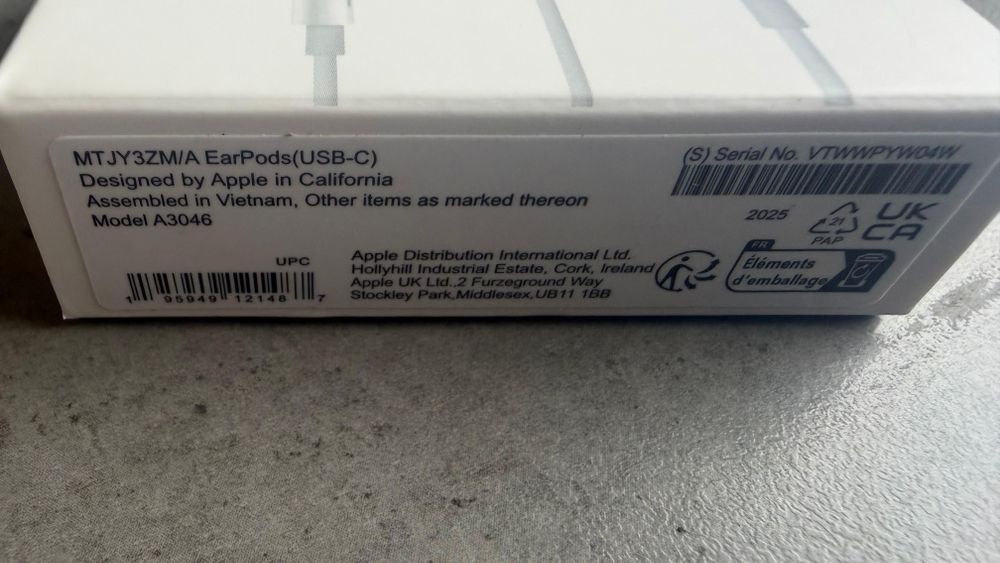 MTJY3ZM/A EarPods(USB-C)
Designed by Apple in California
Assembled in Vietnam, Other items as marked thereon
Model A3046
UPC
1 95949 12148 7
Apple Distribution International Ltd.
Hollyhill Industrial Estate, Cork, Ireland
Apple UK Ltd.,2 Furzeground Way
Stockley Park,Middlesex,UB11 1BB
(S) Serial No. VTWWPYW04W
2025
21
PAP
UK
CA
FR
Éléments
d'emballage